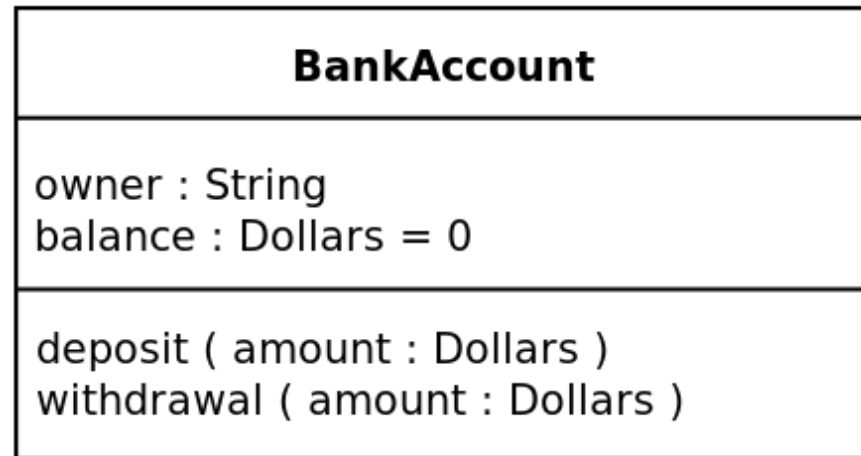 BankAccount
owner : String
balance : Dollars = 0
deposit ( amount : Dollars )
withdrawal ( amount : Dollars )